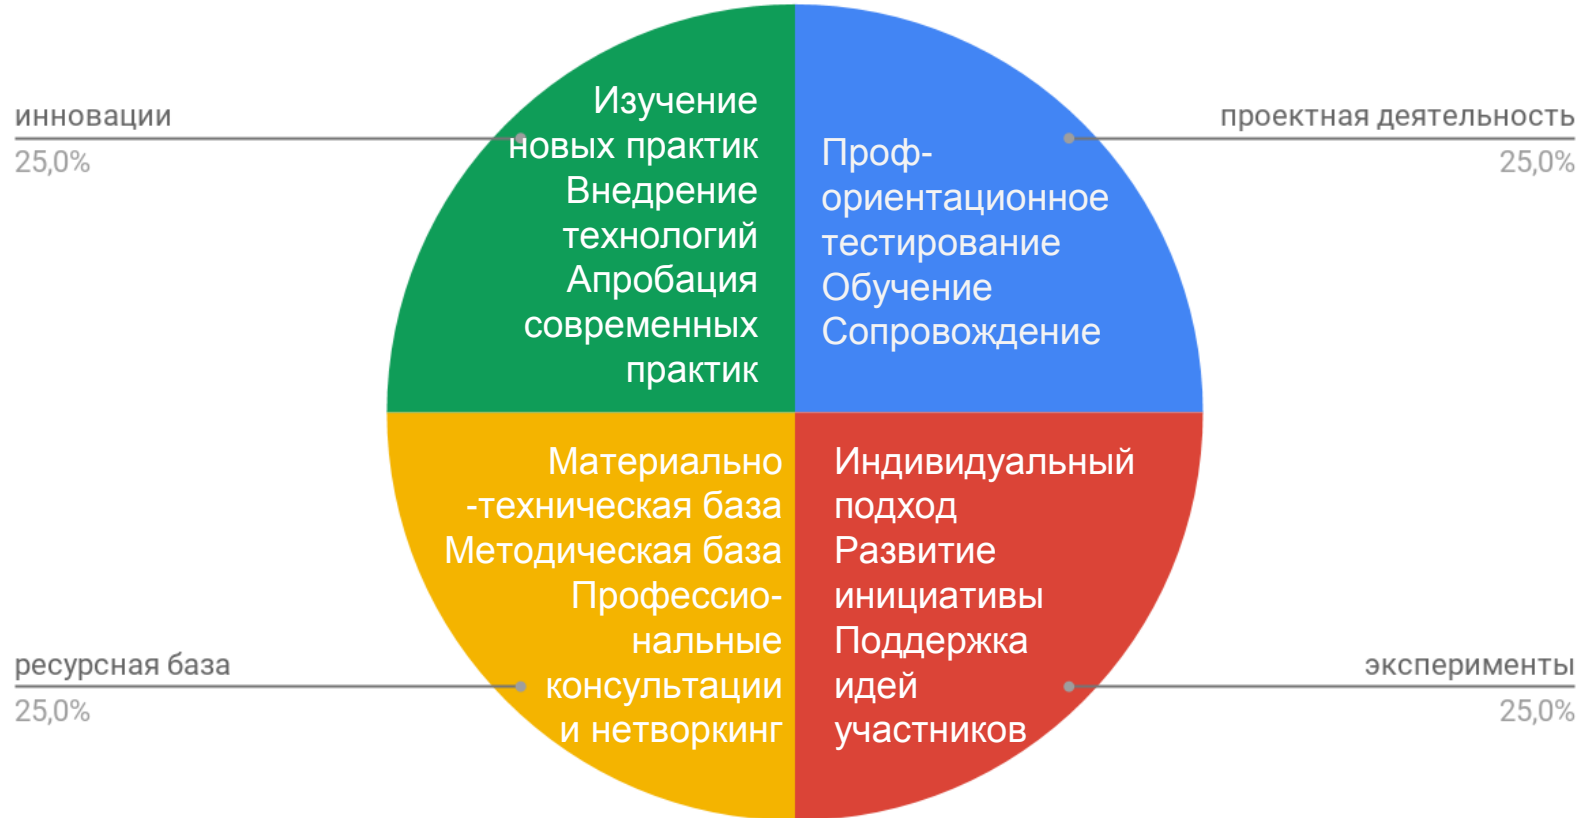 инновации
25,0%
Изучение
новых практик
Внедрение
технологий
Апробация
современных
практик
проектная деятельность
25,0%
Проф-
ориентационное
тестирование
Обучение
Сопровождение
ресурсная база
25,0%
Материально
-техническая база
Методическая база
Профессио-
нальные
консультации
и нетворкинг
Индивидуальный
подход
Развитие
инициативы
Поддержка
идей
участников
эксперименты
25,0%